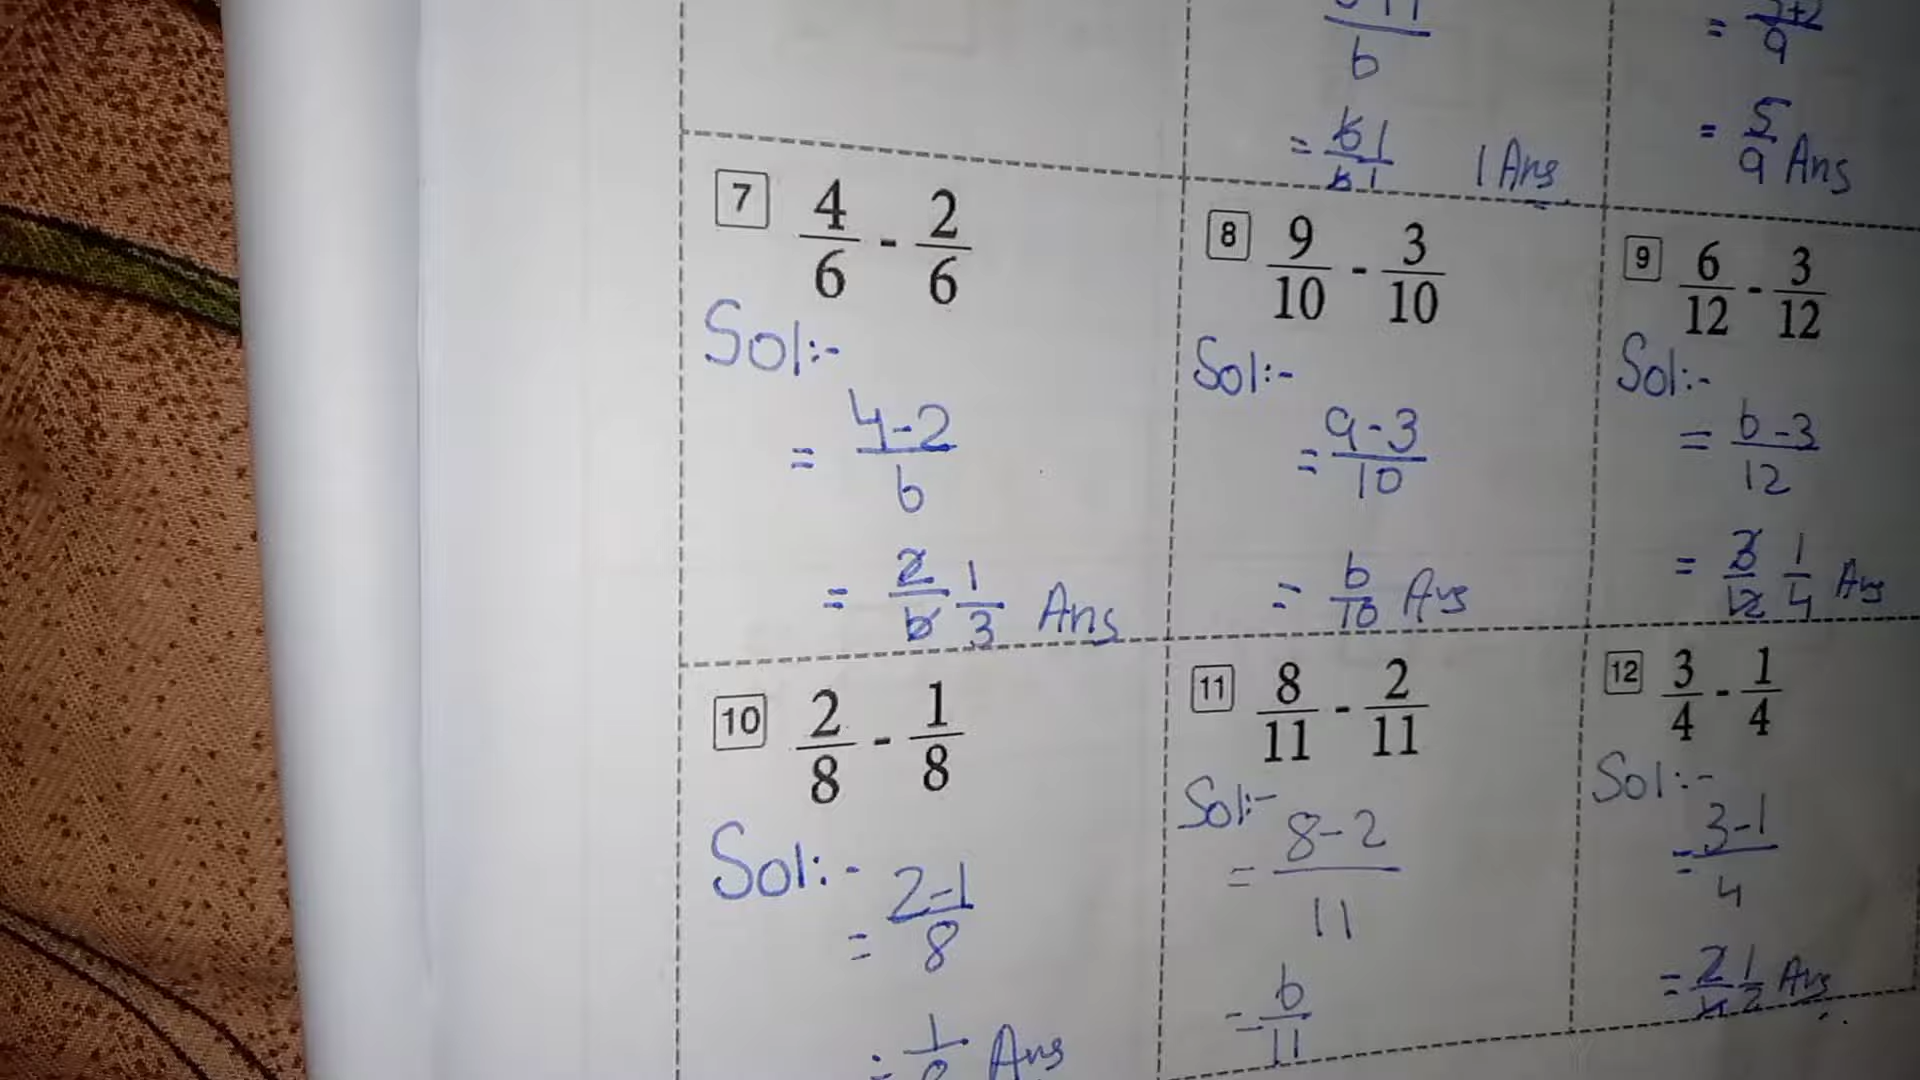 6
= 6 1 / 6 1 1 Ans
9
= 5/9 Ans
7 4/6 - 2/6
Sol:-
= 4-2/6
= 2/6 1/3 Ans
8 9/10 - 3/10
Sol:-
= 9-3/10
= 6/10 Ans
9 6/12 - 3/12
Sol:-
= 6-3/12
= 3/12 1/4 Ans
10 2/8 - 1/8
Sol:-
= 2-1/8
= 1/8 Ans
11 8/11 - 2/11
Sol:-
= 8-2/11
= 6/11
12 3/4 - 1/4
Sol:-
= 3-1/4
= 2/4 1/2 Ans